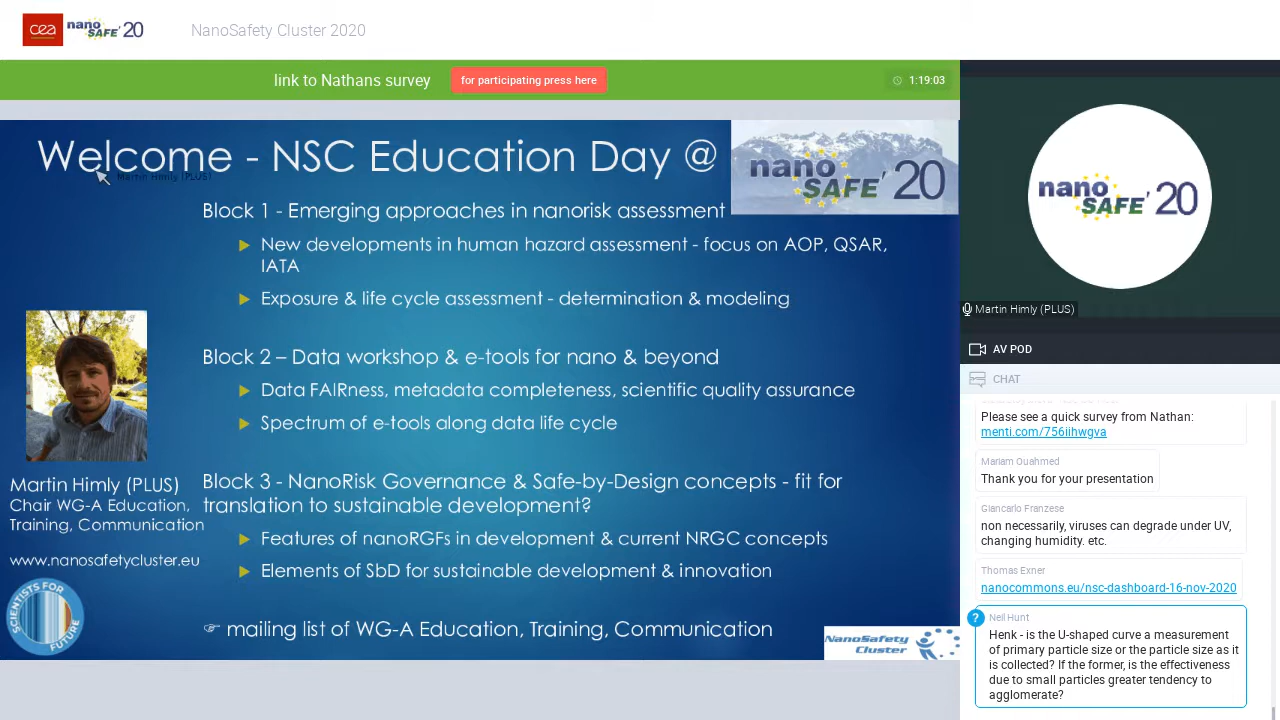 cea nano SAFE' 20
NanoSafety Cluster 2020
link to Nathans survey
for participating press here
1:19:03
Welcome - NSC Education Day @
nano SAFE' 20
Martin Himly (PLUS)
Block 1 - Emerging approaches in nanorisk assessment
New developments in human hazard assessment - focus on AOP, QSAR,
IATA
Exposure & life cycle assessment - determination & modeling
Block 2 – Data workshop & e-tools for nano & beyond
Data FAIRness, metadata completeness, scientific quality assurance
Spectrum of e-tools along data life cycle
Block 3 - NanoRisk Governance & Safe-by-Design concepts - fit for
translation to sustainable development?
Features of nanoRGFs in development & current NRGC concepts
Elements of SbD for sustainable development & innovation
☞ mailing list of WG-A Education, Training, Communication
Martin Himly (PLUS)
Chair WG-A Education,
Training, Communication
www.nanosafetycluster.eu
SCIENTISTS FOR FUTURE
NanoSafety
Cluster
nano SAFE' 20
Martin Himly (PLUS)
AV POD
CHAT
Please see a quick survey from Nathan:
menti.com/756iihwgva
Mariam Ouahmed
Thank you for your presentation
Giancarlo Franzese
non necessarily, viruses can degrade under UV,
changing humidity. etc.
Thomas Exner
nanocommons.eu/nsc-dashboard-16-nov-2020
?
Neil Hunt
Henk - is the U-shaped curve a measurement
of primary particle size or the particle size as it
is collected? If the former, is the effectiveness
due to small particles greater tendency to
agglomerate?